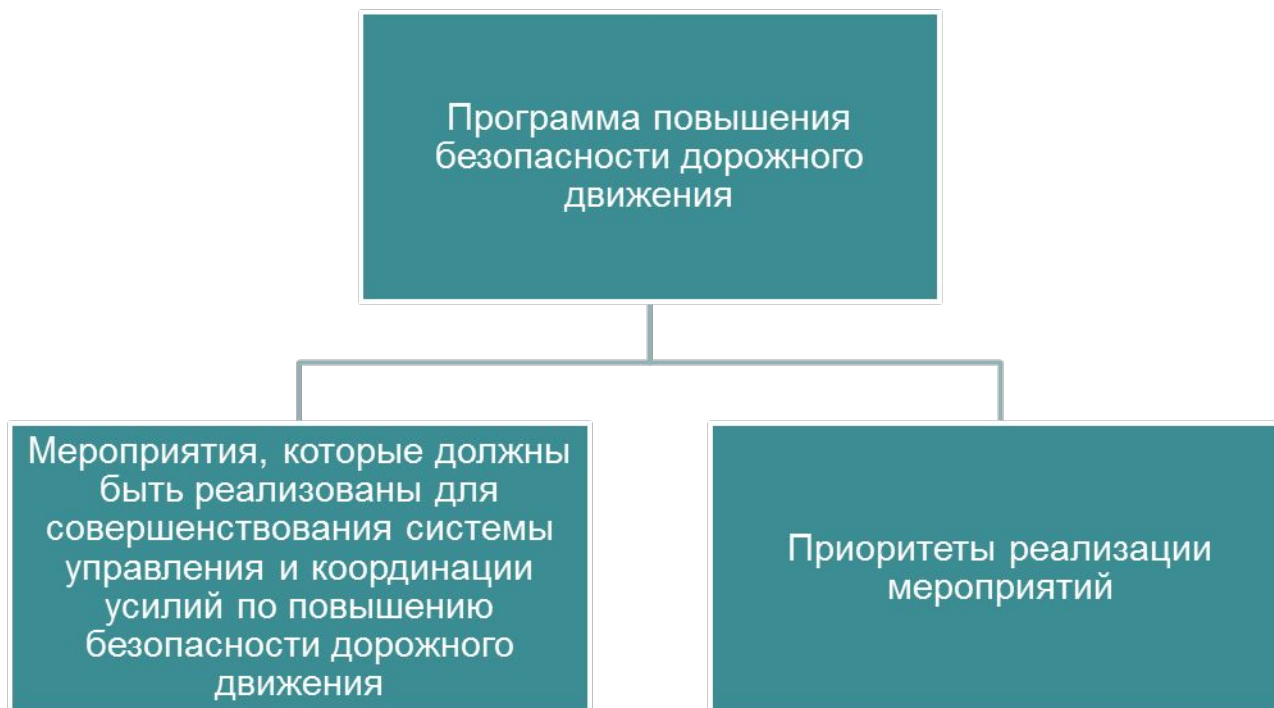 Программа повышения
безопасности дорожного
движения
Мероприятия, которые должны
быть реализованы для
совершенствования системы
управления и координации
усилий по повышению
безопасности дорожного
движения
Приоритеты реализации
мероприятий